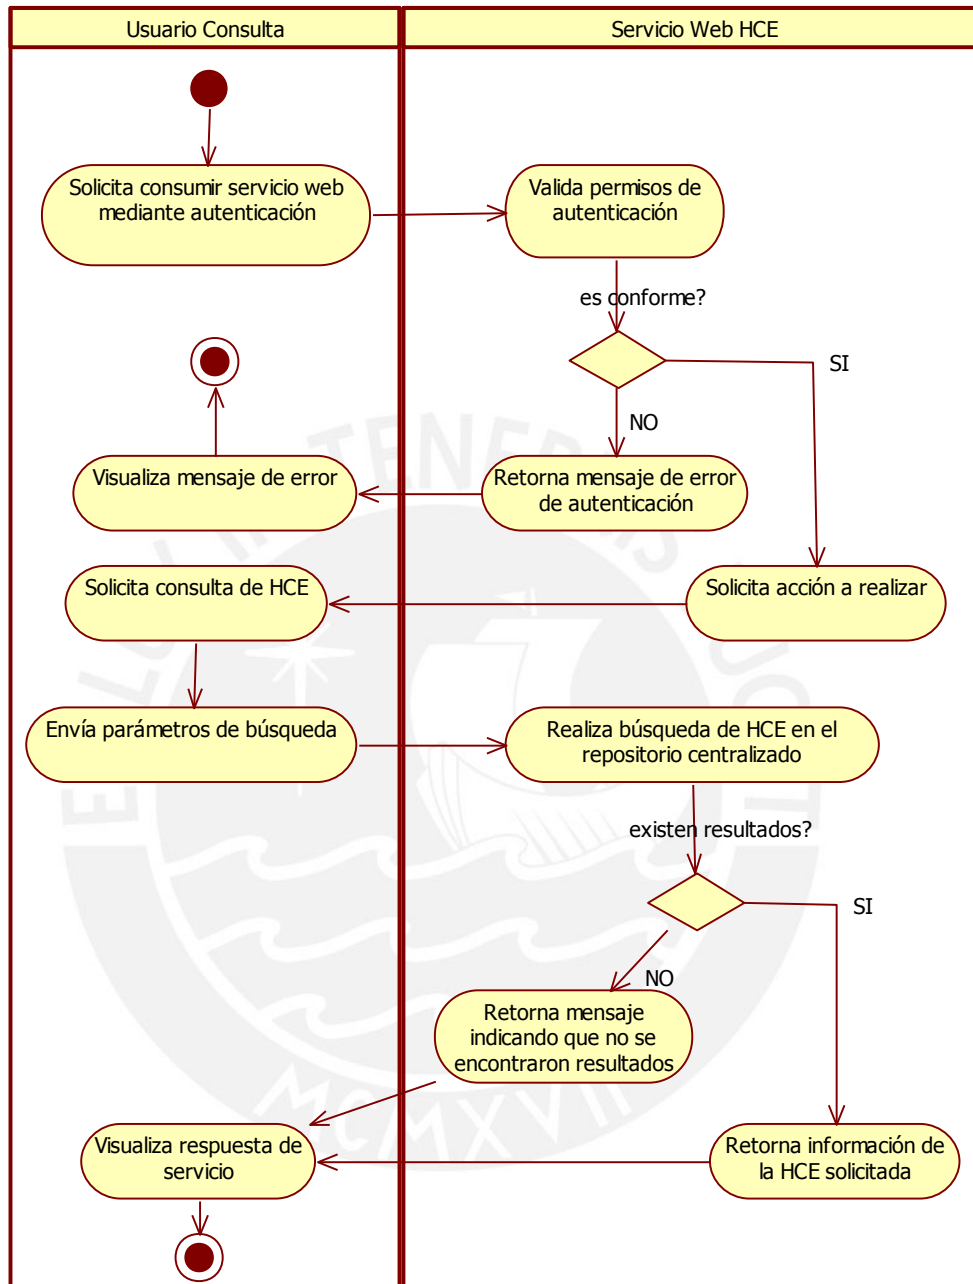 Usuario Consulta
Servicio Web HCE
Solicita consumir servicio web
mediante autenticación
Valida permisos de
autenticación
es conforme?
SI
NO
Visualiza mensaje de error
Retorna mensaje de error
de autenticación
Solicita consulta de HCE
Solicita acción a realizar
Envía parámetros de búsqueda
Realiza búsqueda de HCE en el
repositorio centralizado
existen resultados?
SI
NO
Retorna mensaje
indicando que no se
encontraron resultados
Visualiza respuesta de
servicio
Retorna información de
la HCE solicitada
MCMXVII